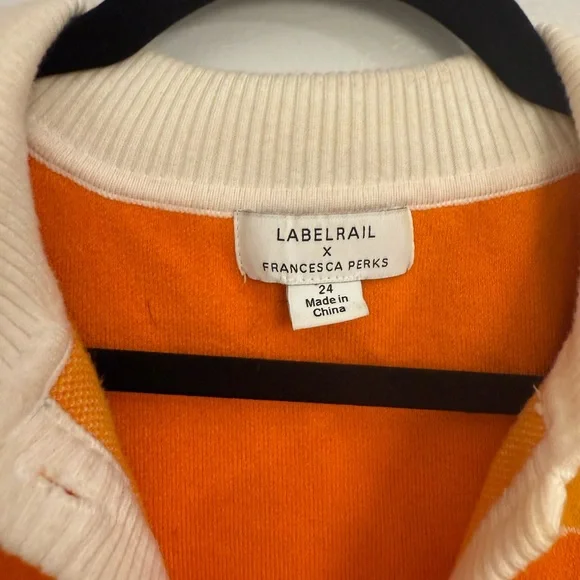 LABELRAIL
X
FRANCESCA PERKS
24
Made in
China